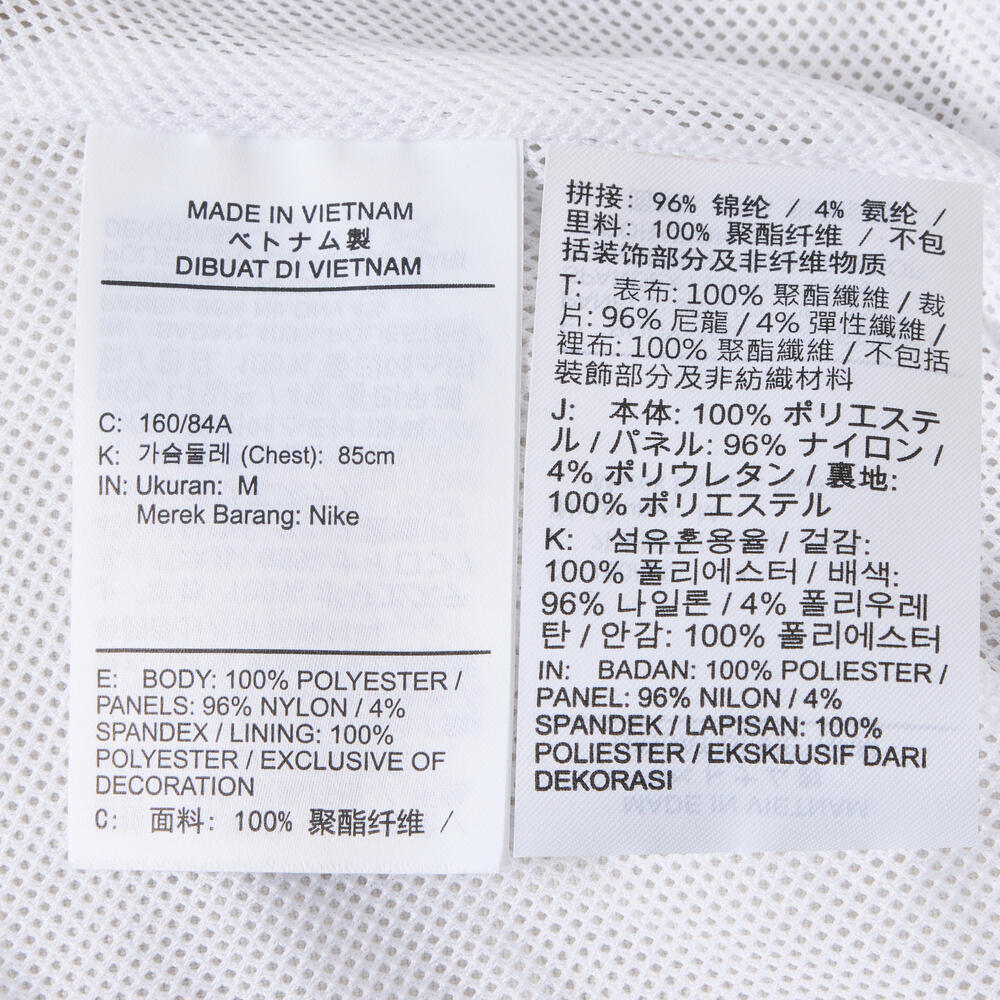 MADE IN VIETNAM
ベトナム製
DIBUAT DI VIETNAM
C: 160/84A
K: 가슴둘레 (Chest): 85cm
IN: Ukuran: M
Merek Barang: Nike
E: BODY: 100% POLYESTER /
PANELS: 96% NYLON / 4%
SPANDEX / LINING: 100%
POLYESTER / EXCLUSIVE OF
DECORATION
C: 面料: 100% 聚酯纤维 /
拼接: 96% 锦纶 / 4% 氨纶 /
里料: 100% 聚酯纤维 / 不包
括装饰部分及非纤维物质
T: 表布: 100% 聚酯纖維 / 裁
片: 96% 尼龍 / 4% 彈性纖維 /
裡布: 100% 聚酯纖維 / 不包括
裝飾部分及非紡織材料
J: 本体: 100% ポリエステ
ル / パネル: 96% ナイロン /
4% ポリウレタン / 裏地:
100% ポリエステル
K: 섬유혼용율 / 겉감:
100% 폴리에스터 / 배색:
96% 나일론 / 4% 폴리우레
탄 / 안감: 100% 폴리에스터
IN: BADAN: 100% POLIESTER /
PANEL: 96% NILON / 4%
SPANDEK / LAPISAN: 100%
POLIESTER / EKSKLUSIF DARI
DEKORASI